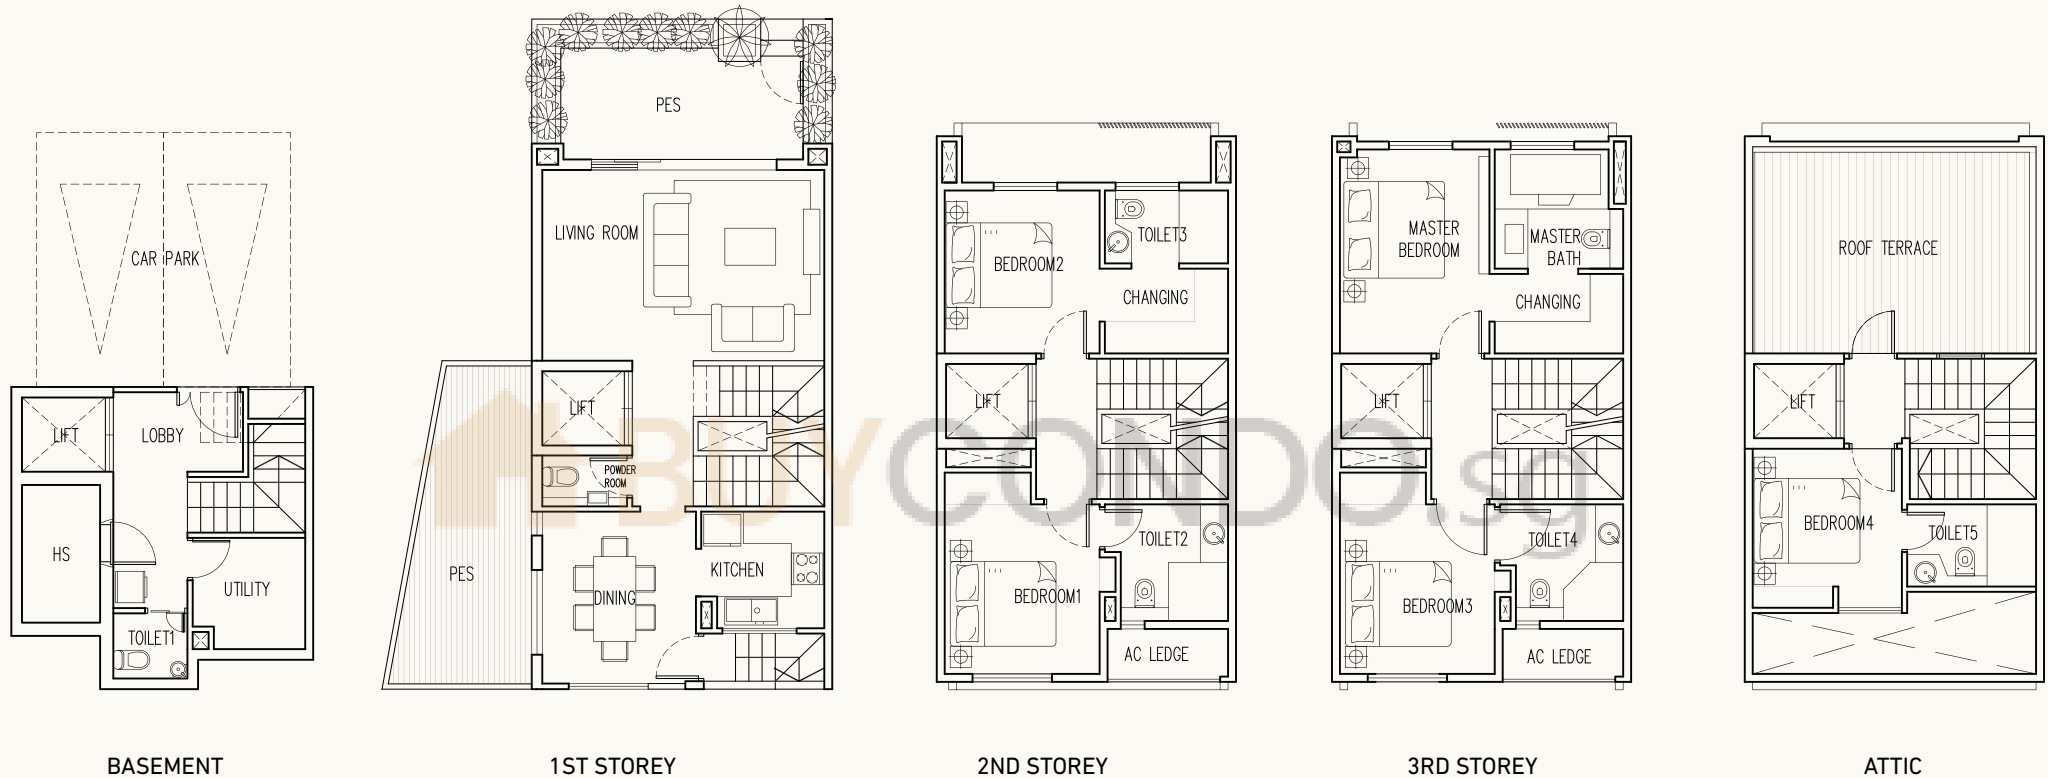 CAR PARK
LIFT
LOBBY
HS
UTILITY
TOILET1
BASEMENT
PES
LIVING ROOM
LIFT
POWDER
ROOM
PES
DINING
KITCHEN
1ST STOREY
BEDROOM2
TOILET3
CHANGING
LIFT
TOILET2
BEDROOM1
AC LEDGE
2ND STOREY
MASTER
BEDROOM
MASTER
BATH
CHANGING
LIFT
TOILET4
BEDROOM3
AC LEDGE
3RD STOREY
ROOF TERRACE
LIFT
BEDROOM4
TOILET5
ATTIC
BUYCONDO.sg